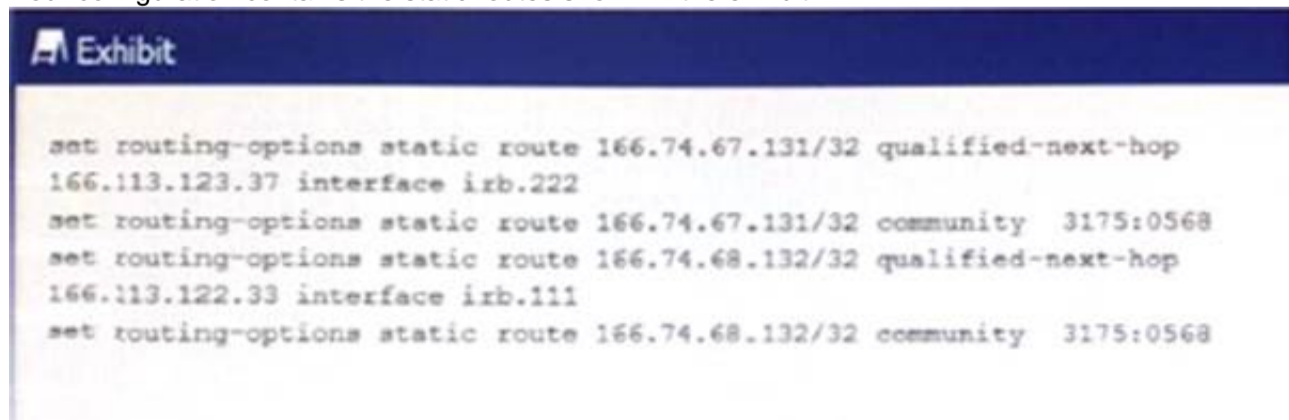 Exhibit
set routing-options static route 166.74.67.131/32 qualified-next-hop
166.113.123.37 interface irb.222
set routing-options static route 166.74.67.131/32 community 3175:0568
set routing-options static route 166.74.68.132/32 qualified-next-hop
166.113.122.33 interface irb.111
set routing-options static route 166.74.68.132/32 community 3175:0568